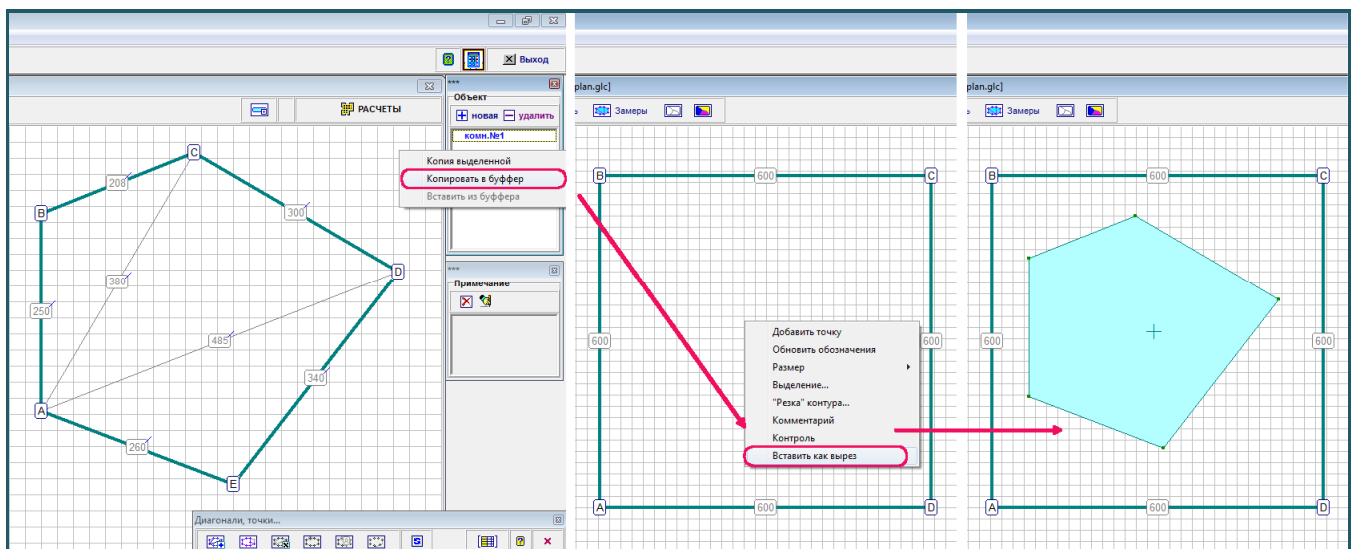 Выход
***
Объект
новая
удалить
комн.№1
РАСЧЕТЫ
Копия выделенной
Копировать в буффер
Вставить из буффера
***
Примечание
C
208
B
300
D
380
250
485
340
A
260
E
Диагонали, точки...
plan.glc]
Замеры
B
600
C
600
600
Добавить точку
Обновить обозначения
Размер
Выделение...
"Резка" контура...
Комментарий
Контроль
Вставить как вырез
A
600
D
plan.glc]
Замеры
B
600
C
600
600
A
600
D